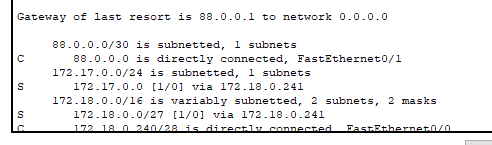 Gateway of last resort is 88.0.0.1 to network 0.0.0.0
88.0.0.0/30 is subnetted, 1 subnets
C 88.0.0.0 is directly connected, FastEthernet0/1
172.17.0.0/24 is subnetted, 1 subnets
S 172.17.0.0 [1/0] via 172.18.0.241
172.18.0.0/16 is variably subnetted, 2 subnets, 2 masks
S 172.18.0.0/27 [1/0] via 172.18.0.241
C 172.18.0.240/28 is directly connected, FastEthernet0/0